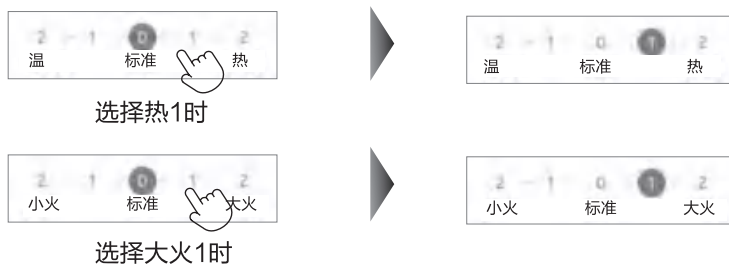 2 - 1 0 1 2
温 标准 热
选择热1时
2 - 1 0 1 2
温 标准 热
2 1 0 1 2
小火 标准 大火
选择大火1时
2 - 1 0 1 2
小火 标准 大火